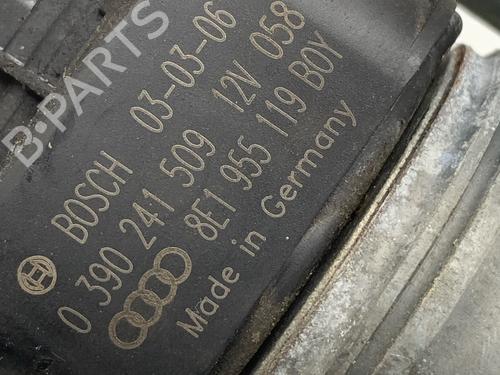 BOSCH 03-03-06
0 390 241 509 12V 058
8E1 955 119 BOY
Made in Germany
B-PARTS